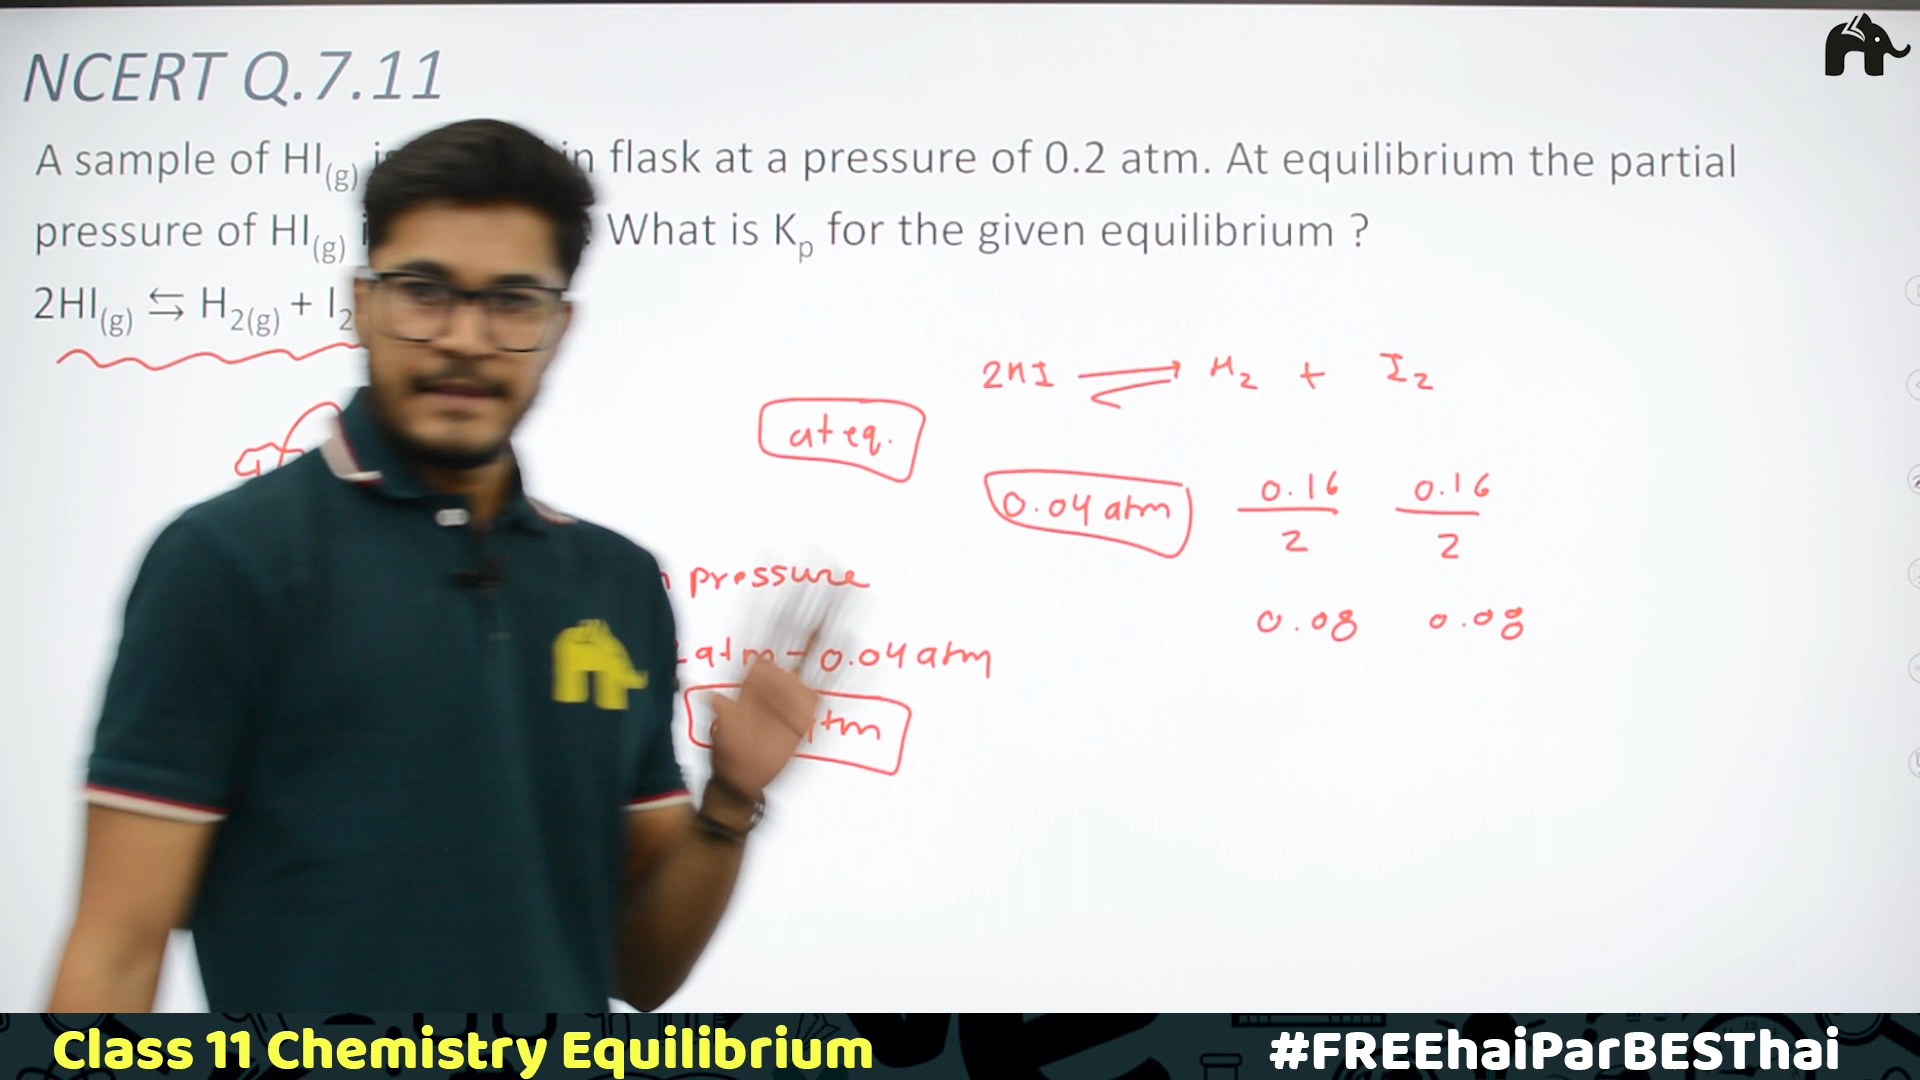 NCERT Q.7.11
A sample of HI(g) in flask at a pressure of 0.2 atm. At equilibrium the partial
pressure of HI(g) What is Kp for the given equilibrium ?
2HI(g) ⇆ H2(g) + I2
2HI ⇌ H2 + I2
at eq.
0.04 atm 0.16/2 0.16/2
pressure
0.08 0.08
atm - 0.04 atm
Class 11 Chemistry Equilibrium
#FREEhaiParBESThai